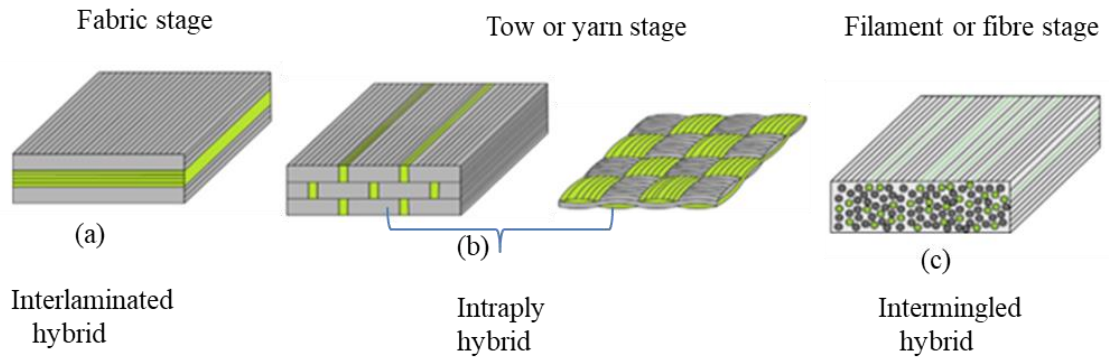 Fabric stage
Tow or yarn stage
Filament or fibre stage
(a)
(b)
(c)
Interlaminated
hybrid
Intraply
hybrid
Intermingled
hybrid